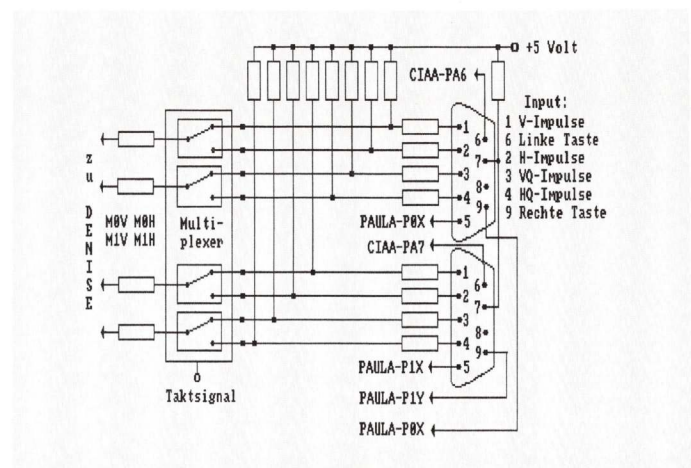 +5 Volt
CIAA-PA6
Input:
1 V-Impulse
6 Linke Taste
2 H-Impulse
3 VQ-Impulse
4 HQ-Impulse
9 Rechte Taste
1
2
3
4
5
6
7
8
9
PAULA-P0X
CIAA-PA7
zu DENISE
M0V M0H
M1V M1H
Multi-
plexer
1
2
3
4
5
6
7
8
9
PAULA-P1X
Taktsignal
PAULA-P1Y
PAULA-P0X